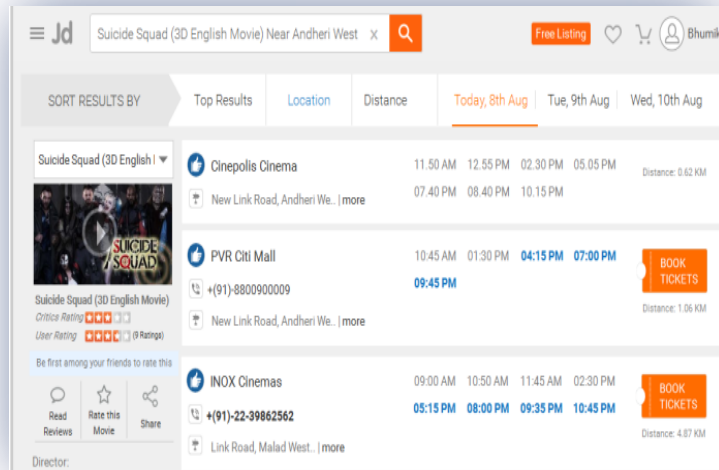 Jd Suicide Squad (3D English Movie) Near Andheri West × Free Listing Bhumik
SORT RESULTS BY Top Results Location Distance Today, 8th Aug Tue, 9th Aug Wed, 10th Aug
Suicide Squad (3D English
SUICIDE
SQUAD
Suicide Squad (3D English Movie)
Critics Rating
User Rating (9 Ratings)
Be first among your friends to rate this
Read Reviews
Rate this Movie
Share
Director:
Cinepolis Cinema 11.50 AM 12.55 PM 02.30 PM 05.05 PM Distance: 0.62 KM
New Link Road, Andheri We.. | more 07.40 PM 08.40 PM 10.15 PM
PVR Citi Mall 10:45 AM 01:30 PM 04:15 PM 07:00 PM BOOK
+(91)-8800900009 09:45 PM TICKETS
New Link Road, Andheri We.. | more Distance: 1.06 KM
INOX Cinemas 09:00 AM 10:50 AM 11:45 AM 02:30 PM BOOK
+(91)-22-39862562 05:15 PM 08:00 PM 09:35 PM 10:45 PM TICKETS
Link Road, Malad West.. | more Distance: 4.87 KM